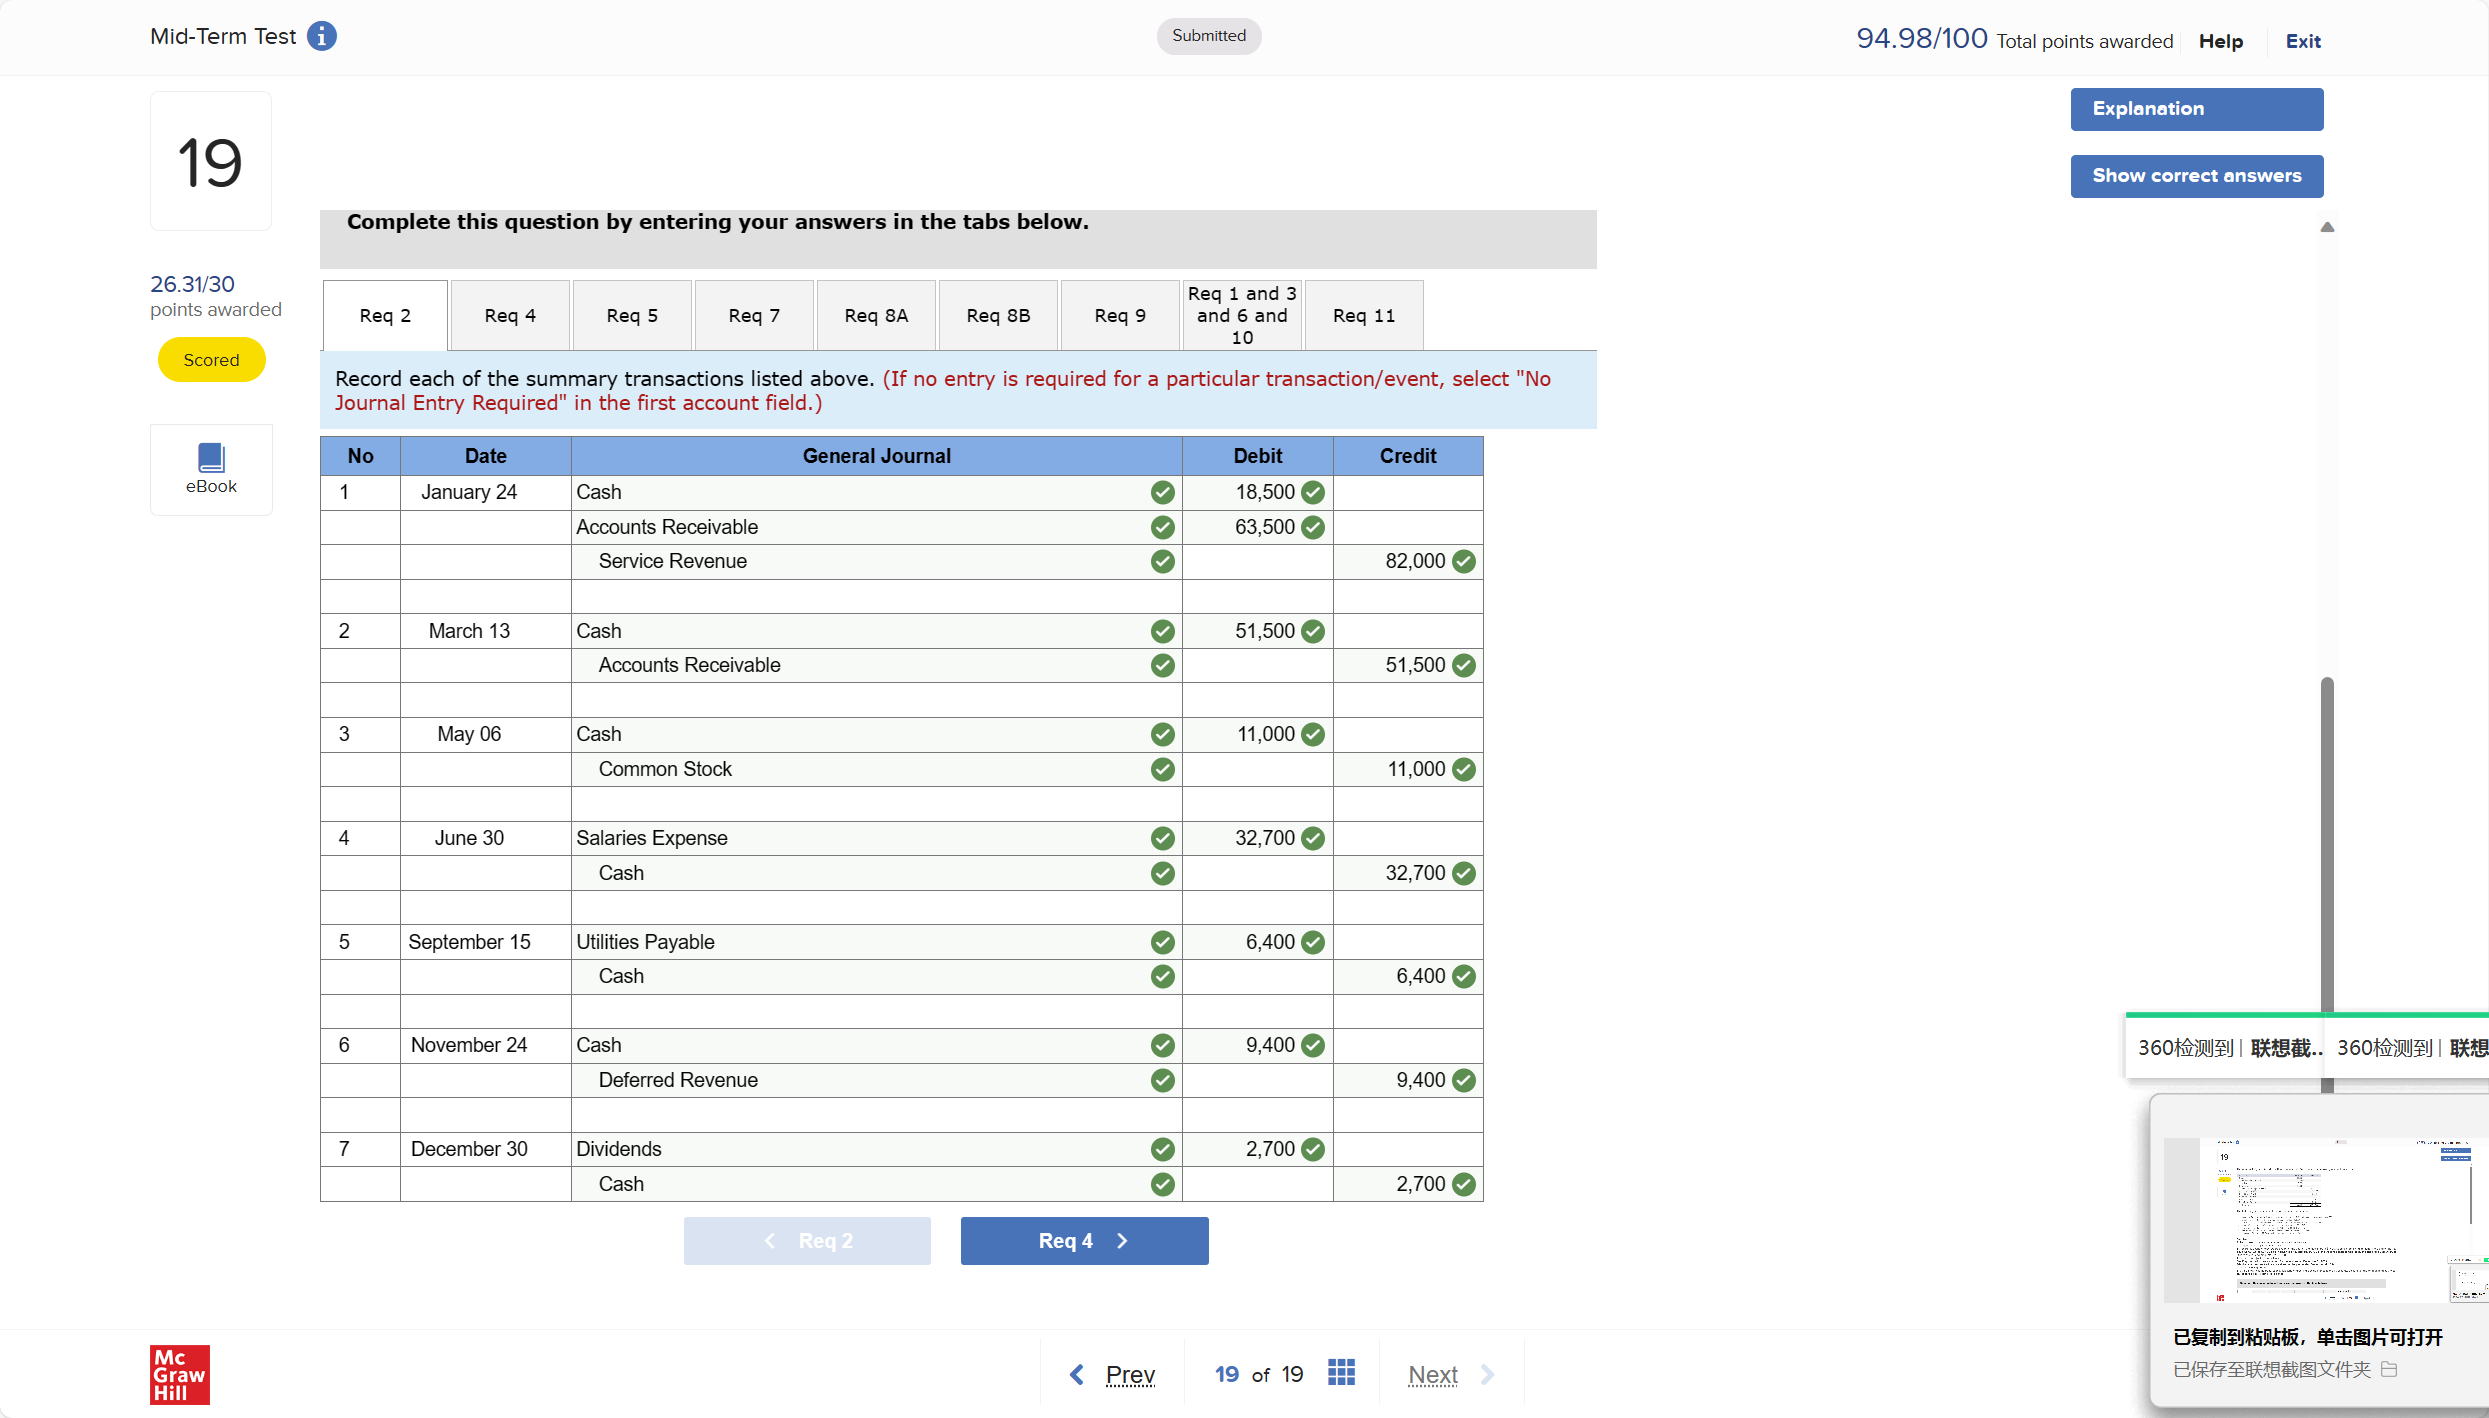 Mid-Term Test i
Submitted
94.98/100 Total points awarded
Help
Exit
19
26.31/30
points awarded
Scored
eBook
Explanation
Show correct answers
Complete this question by entering your answers in the tabs below.
Req 2
Req 4
Req 5
Req 7
Req 8A
Req 8B
Req 9
Req 1 and 3
and 6 and
10
Req 11
Record each of the summary transactions listed above. (If no entry is required for a particular transaction/event, select "No
Journal Entry Required" in the first account field.)
No Date General Journal Debit Credit
1 January 24 Cash 18,500
Accounts Receivable 63,500
Service Revenue 82,000
2 March 13 Cash 51,500
Accounts Receivable 51,500
3 May 06 Cash 11,000
Common Stock 11,000
4 June 30 Salaries Expense 32,700
Cash 32,700
5 September 15 Utilities Payable 6,400
Cash 6,400
6 November 24 Cash 9,400
Deferred Revenue 9,400
7 December 30 Dividends 2,700
Cash 2,700
Req 2
Req 4
360检测到 | 联想截..
360检测到 | 联想
19
已复制到粘贴板，单击图片可打开
已保存至联想截图文件夹
Mc
Graw
Hill
Prev
19 of 19
Next